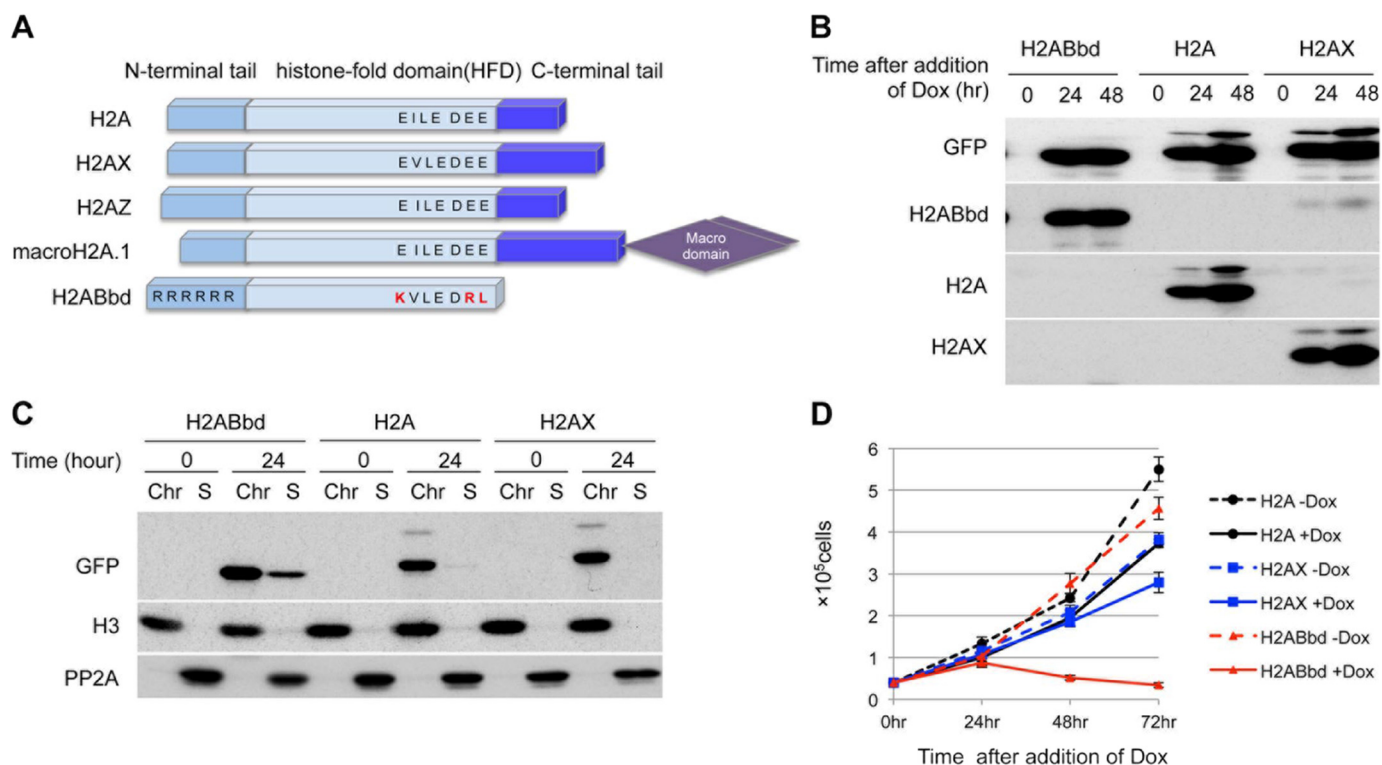 A
N-terminal tail histone-fold domain(HFD) C-terminal tail
H2A EILE DEE
H2AX EVLEDEE
H2AZ EILE DEE
macroH2A.1 EILE DEE Macro domain
H2ABbd RRRRRR KVLEDRL
B
H2ABbd H2A H2AX
Time after addition of Dox (hr) 0 24 48 0 24 48 0 24 48
GFP
H2ABbd
H2A
H2AX
C
H2ABbd H2A H2AX
Time (hour) 0 24 0 24 0 24
Chr S Chr S Chr S Chr S Chr S Chr S
GFP
H3
PP2A
D
×10⁵cells
6
5
4
3
2
1
0
0hr 24hr 48hr 72hr
Time after addition of Dox
H2A -Dox
H2A +Dox
H2AX -Dox
H2AX +Dox
H2ABbd -Dox
H2ABbd +Dox